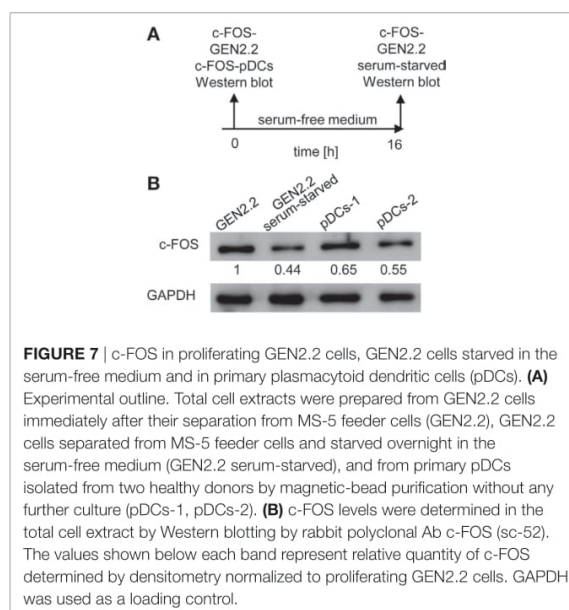 A
c-FOS-
GEN2.2
c-FOS-pDCs
Western blot
c-FOS-
GEN2.2
serum-starved
Western blot
serum-free medium
0
16
time [h]
B
GEN2.2
GEN2.2
serum-starved
pDCs-1
pDCs-2
c-FOS
1 0.44 0.65 0.55
GAPDH
FIGURE 7 | c-FOS in proliferating GEN2.2 cells, GEN2.2 cells starved in the
serum-free medium and in primary plasmacytoid dendritic cells (pDCs). (A)
Experimental outline. Total cell extracts were prepared from GEN2.2 cells
immediately after their separation from MS-5 feeder cells (GEN2.2), GEN2.2
cells separated from MS-5 feeder cells and starved overnight in the
serum-free medium (GEN2.2 serum-starved), and from primary pDCs
isolated from two healthy donors by magnetic-bead purification without any
further culture (pDCs-1, pDCs-2). (B) c-FOS levels were determined in the
total cell extract by Western blotting by rabbit polyclonal Ab c-FOS (sc-52).
The values shown below each band represent relative quantity of c-FOS
determined by densitometry normalized to proliferating GEN2.2 cells. GAPDH
was used as a loading control.